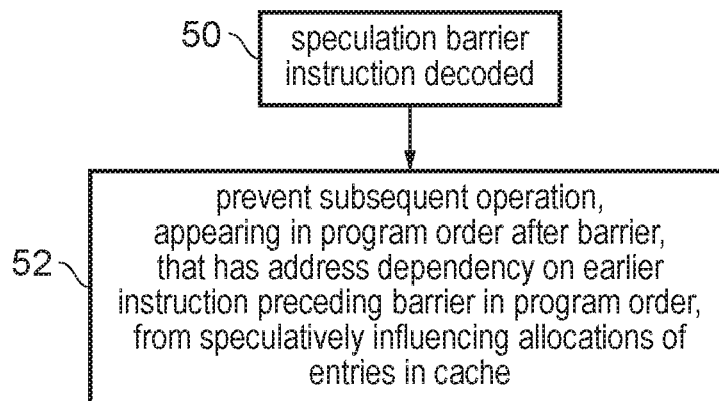 50
speculation barrier
instruction decoded
52
prevent subsequent operation,
appearing in program order after barrier,
that has address dependency on earlier
instruction preceding barrier in program order,
from speculatively influencing allocations of
entries in cache